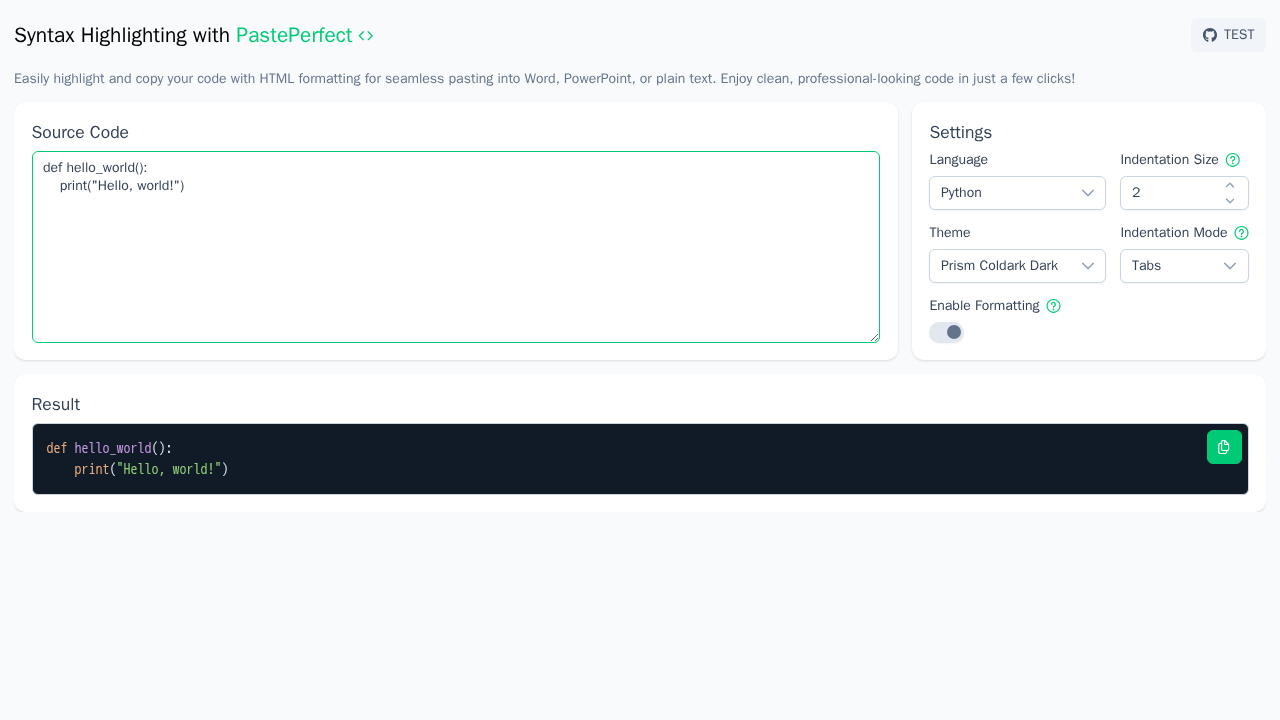 Syntax Highlighting with PastePerfect <>
TEST
Easily highlight and copy your code with HTML formatting for seamless pasting into Word, PowerPoint, or plain text. Enjoy clean, professional-looking code in just a few clicks!
Source Code
def hello_world():
    print("Hello, world!")
Settings
Language
Indentation Size
Python
2
Theme
Indentation Mode
Prism Coldark Dark
Tabs
Enable Formatting
Result
def hello_world():
    print("Hello, world!")